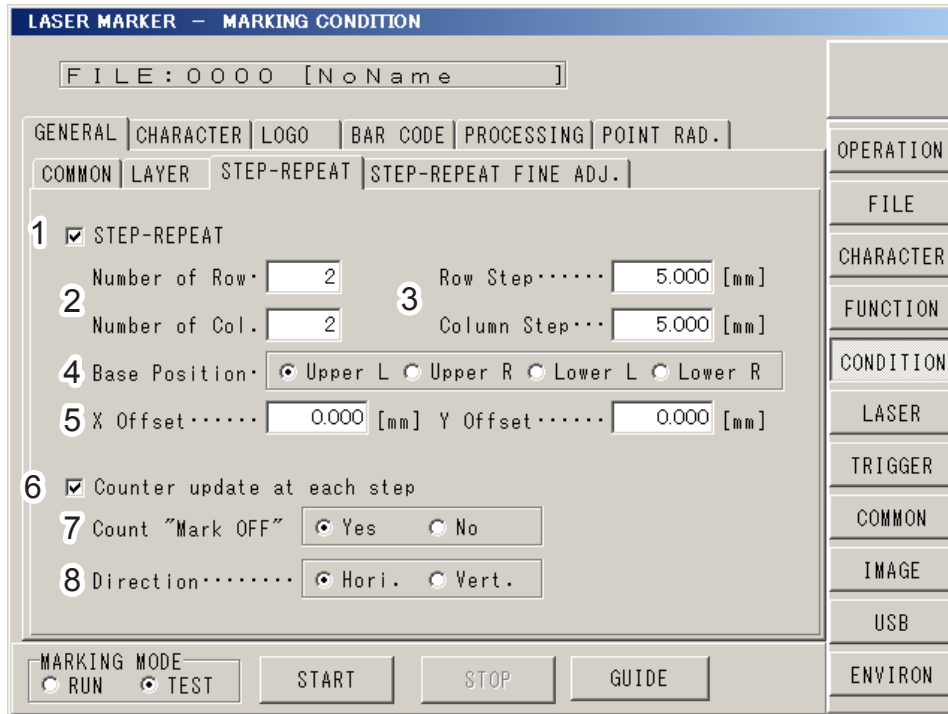 LASER MARKER － MARKING CONDITION
FILE:0000 [NoName ]
GENERAL CHARACTER LOGO BAR CODE PROCESSING POINT RAD.
COMMON LAYER STEP-REPEAT STEP-REPEAT FINE ADJ.
1 STEP-REPEAT
2
Number of Row· 2
Number of Col. 2
3
Row Step······ 5.000 [mm]
Column Step··· 5.000 [mm]
4 Base Position· Upper L Upper R Lower L Lower R
5 X Offset······ 0.000 [mm] Y Offset······ 0.000 [mm]
6 Counter update at each step
7 Count "Mark OFF" Yes No
8 Direction········ Hori. Vert.
MARKING MODE
RUN TEST
START STOP GUIDE
OPERATION
FILE
CHARACTER
FUNCTION
CONDITION
LASER
TRIGGER
COMMON
IMAGE
USB
ENVIRON